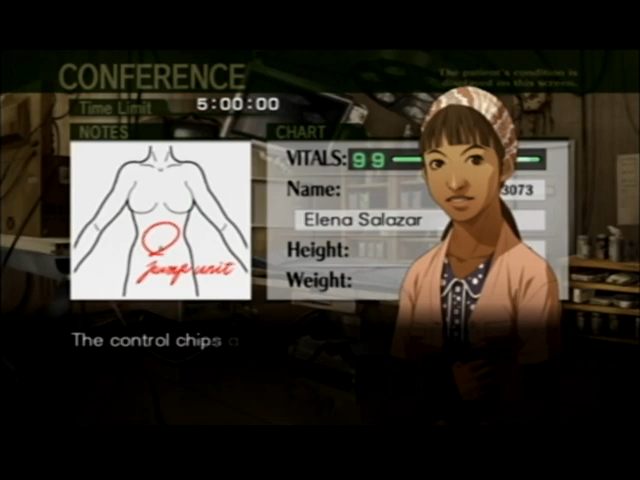 CONFERENCE
The patient's condition is
displayed on this screen.
Time Limit 5:00:00
NOTES CHART
VITALS: 99
Name: 3073
Elena Salazar
Height:
Weight:
Jump unit
The control chips a